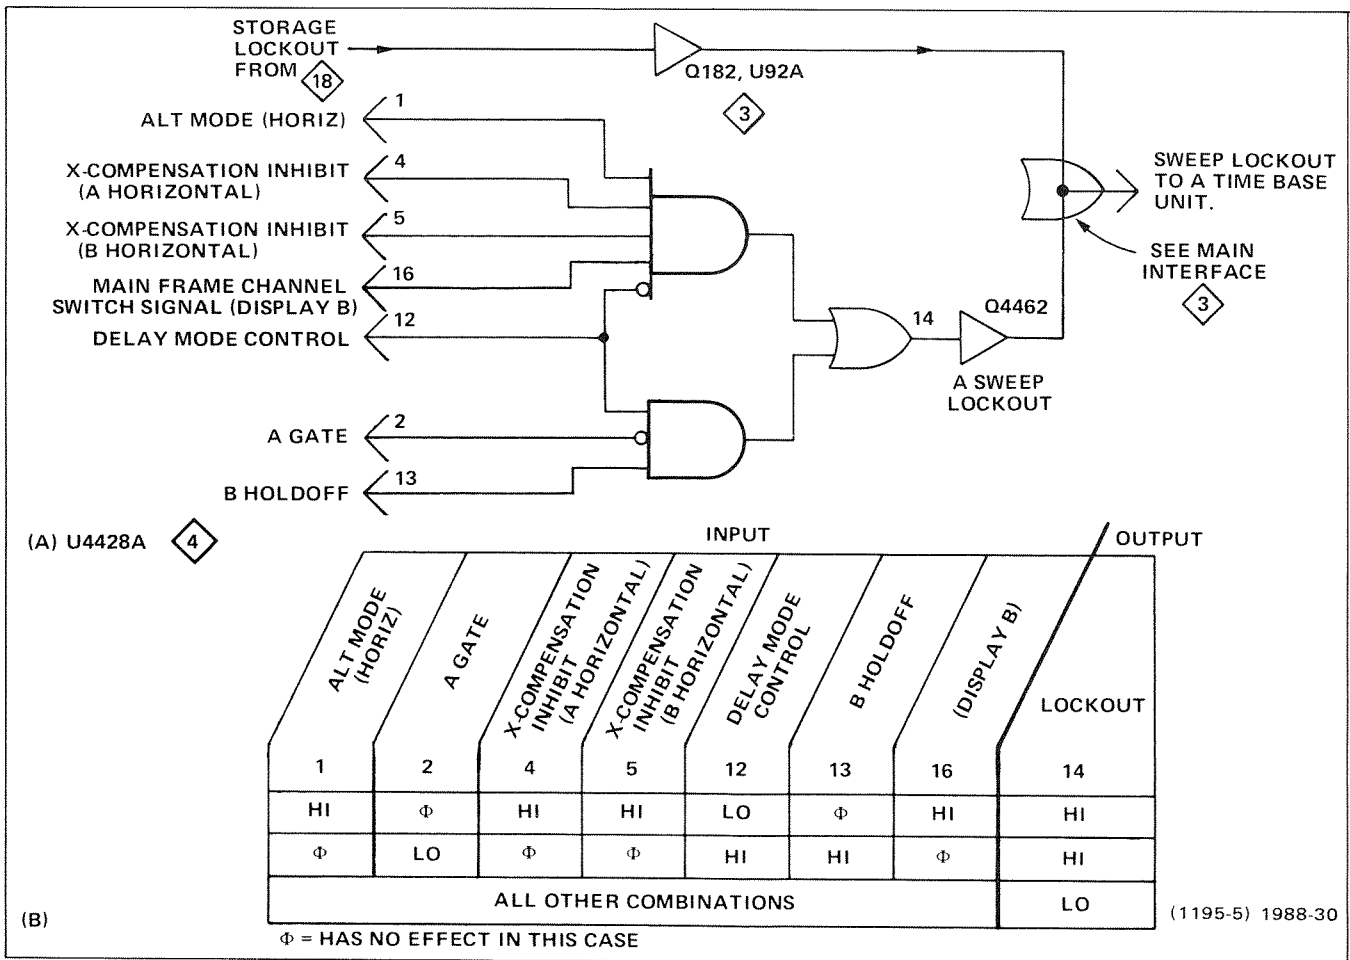 STORAGE
LOCKOUT
FROM 18
Q182, U92A
3
ALT MODE (HORIZ)
1
X-COMPENSATION INHIBIT
(A HORIZONTAL)
4
X-COMPENSATION INHIBIT
(B HORIZONTAL)
5
MAIN FRAME CHANNEL
SWITCH SIGNAL (DISPLAY B)
16
DELAY MODE CONTROL
12
A GATE
2
B HOLDOFF
13
14
Q4462
A SWEEP
LOCKOUT
SWEEP LOCKOUT
TO A TIME BASE
UNIT.
SEE MAIN
INTERFACE
3
(A) U4428A 4
INPUT
OUTPUT
ALT MODE
(HORIZ)
A GATE
X-COMPENSATION
INHIBIT
(A HORIZONTAL)
X-COMPENSATION
INHIBIT
(B HORIZONTAL)
DELAY MODE
CONTROL
B HOLDOFF
(DISPLAY B)
LOCKOUT
1 2 4 5 12 13 16 14
HI Φ HI HI LO Φ HI HI
Φ LO Φ Φ HI HI Φ HI
ALL OTHER COMBINATIONS LO
(B)
(1195-5) 1988-30
Φ = HAS NO EFFECT IN THIS CASE